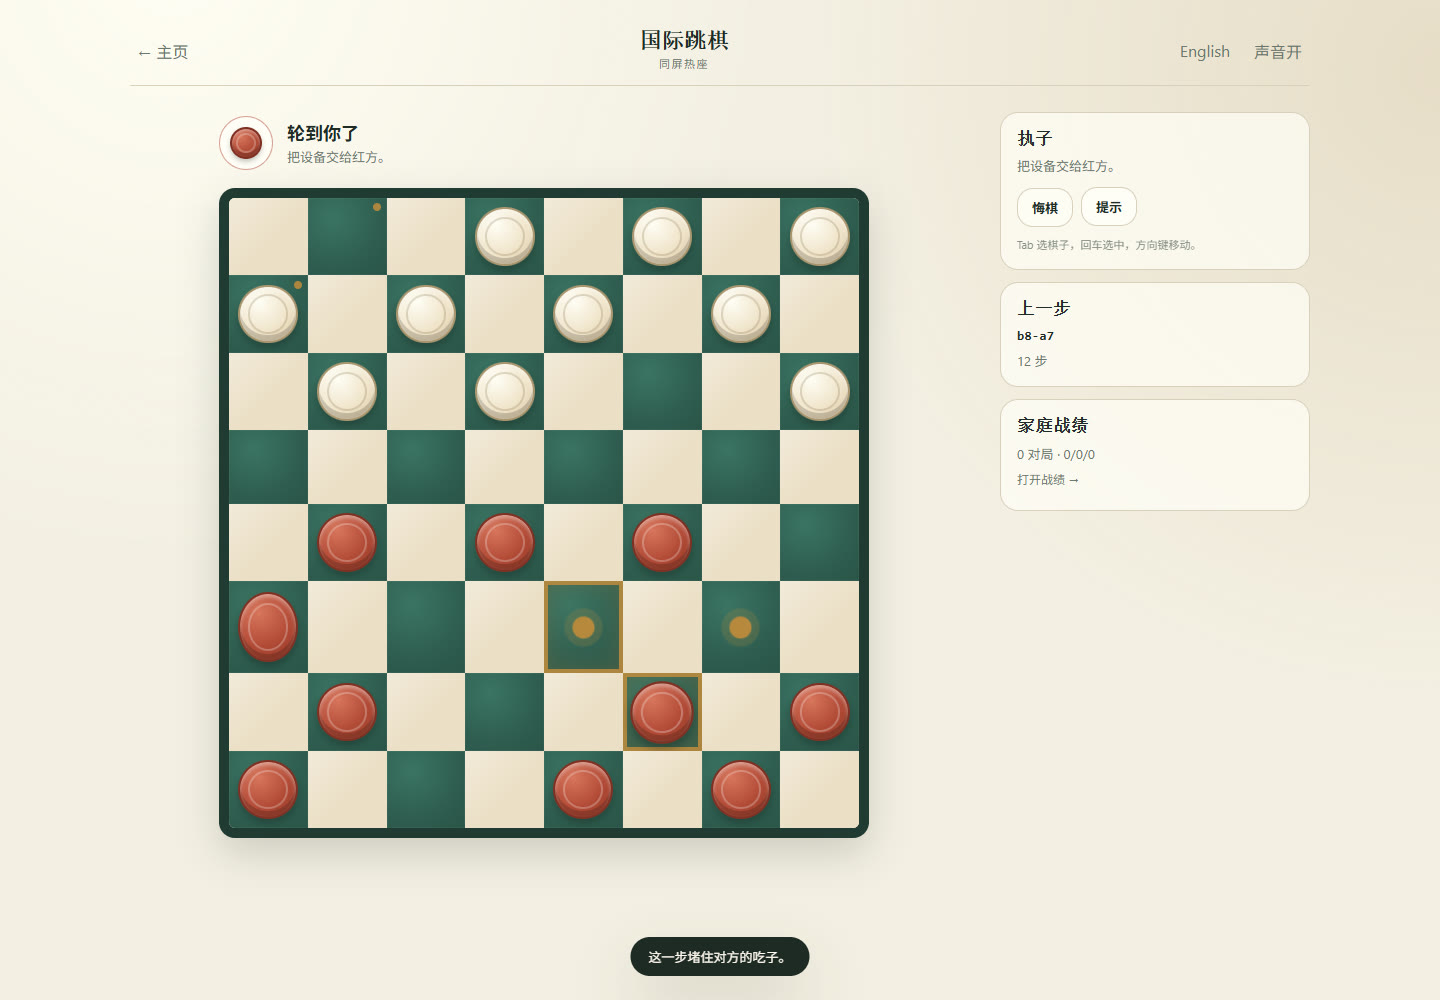 ← 主页
国际跳棋
同屏热座
English
声音开
轮到你了
把设备交给红方。
执子
把设备交给红方。
悔棋
提示
Tab 选棋子，回车选中，方向键移动。
上一步
b8-a7
12 步
家庭战绩
0 对局 · 0/0/0
打开战绩 →
这一步堵住对方的吃子。